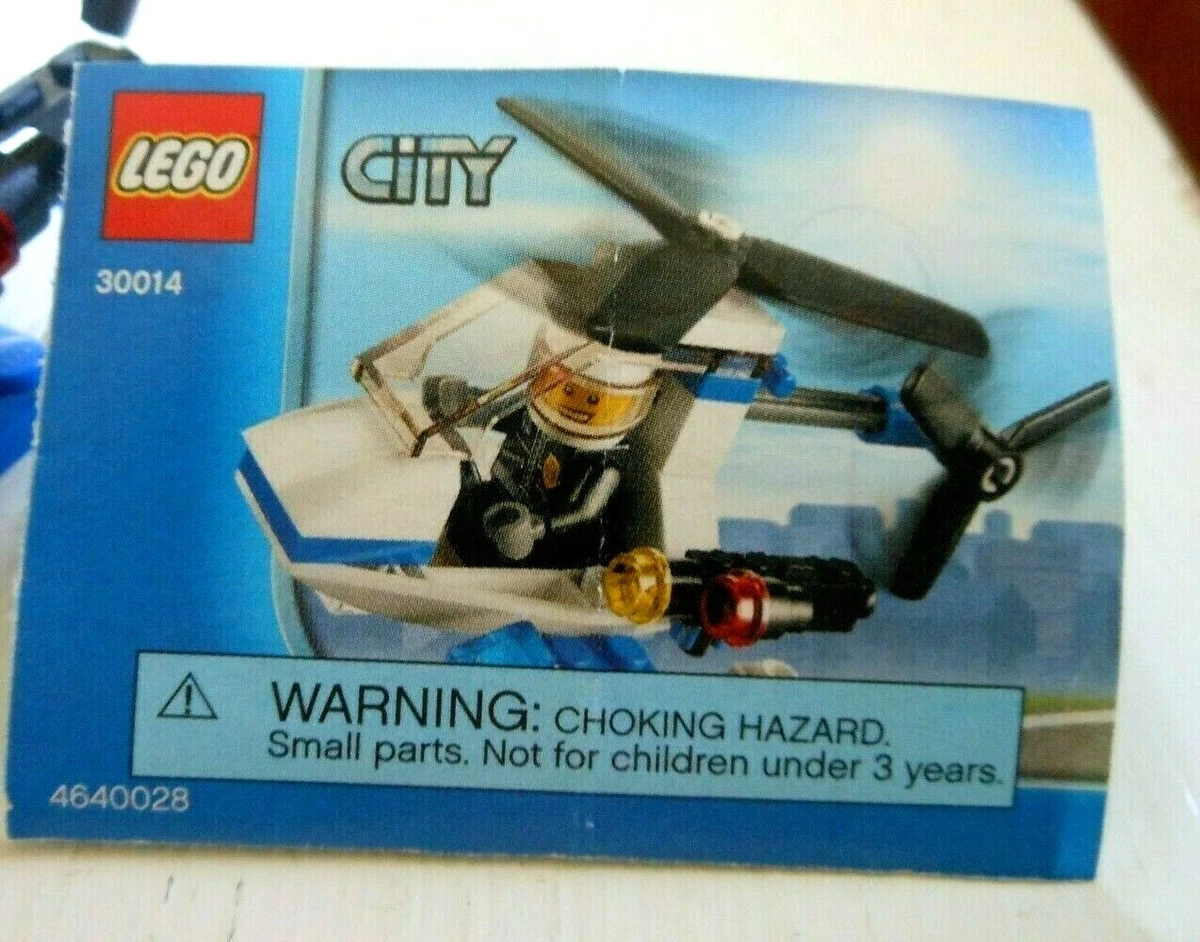 LEGO
CITY
30014
WARNING: CHOKING HAZARD.
Small parts. Not for children under 3 years.
4640028